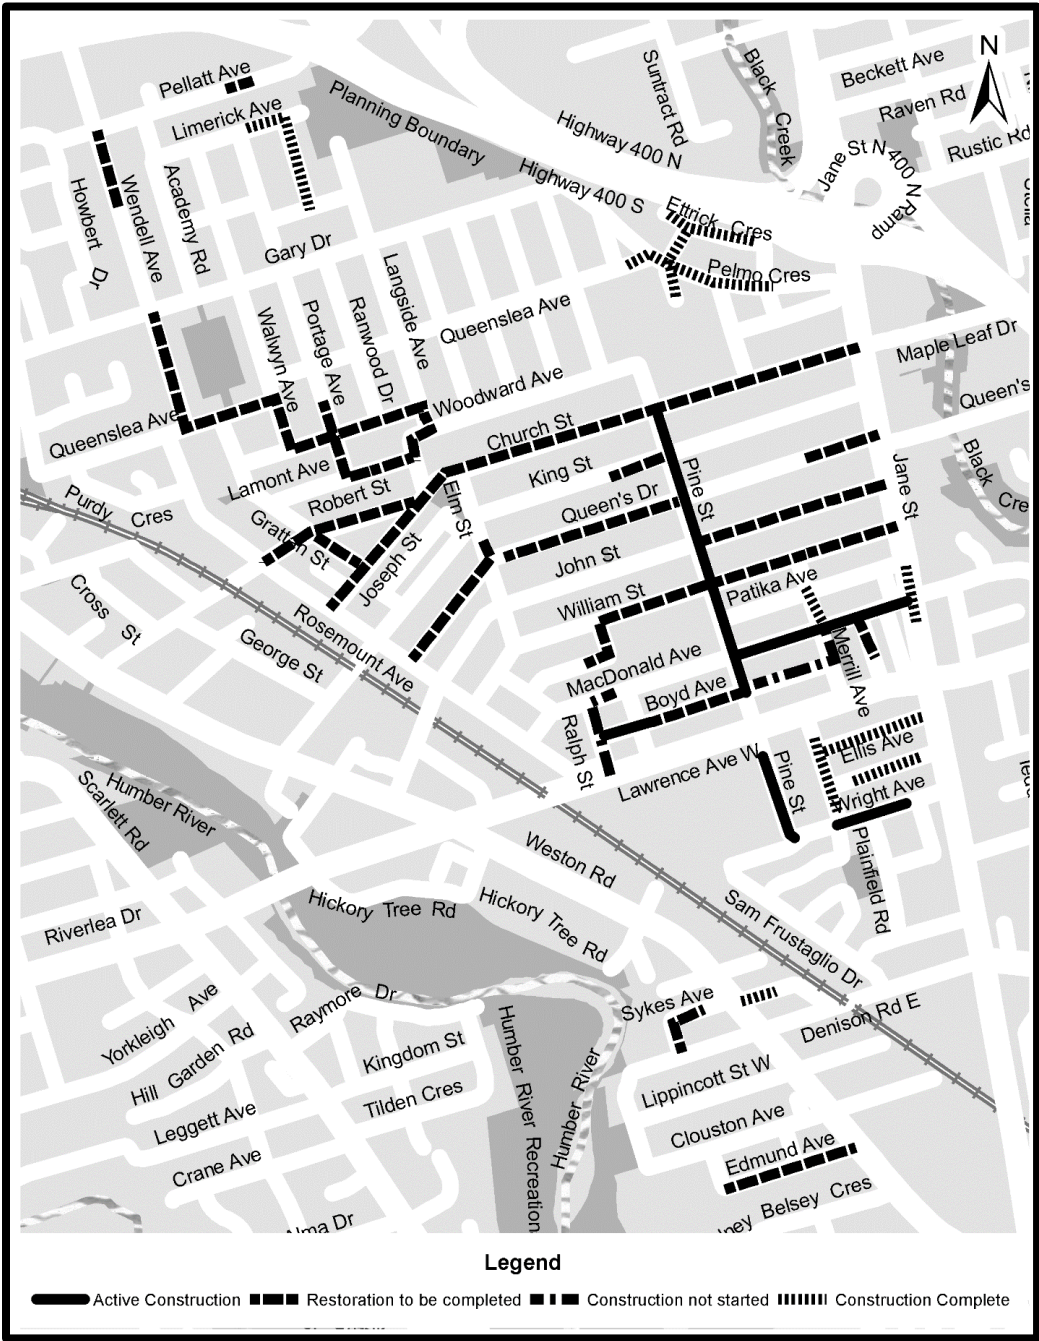 N
Pellatt Ave
Limerick Ave
Planning Boundary
Highway 400 N
Highway 400 S
Suntract Rd
Black Creek
Beckett Ave
Raven Rd
Rustic Rd
Jane St N 400 N Ramp
Howbert Dr
Wendell Ave
Academy Rd
Gary Dr
Ettrick Cres
Pelmo Cres
Langside Ave
Ranwood Dr
Portage Ave
Walwyn Ave
Queenslea Ave
Maple Leaf Dr
Queen's
Woodward Ave
Queenslea Ave
Church St
King St
Lamont Ave
Robert St
Elm St
Queen's Dr
Pine St
Jane St
Black
Cre
Purdy Cres
Gratton St
Joseph St
John St
William St
Patika Ave
Cross St
Rosemount Ave
George St
MacDonald Ave
Boyd Ave
Merrill Ave
Ralph St
Lawrence Ave W
Pine St
Ellis Ave
Wright Ave
Humber River
Scarlett Rd
Weston Rd
Plainfield Rd
Riverlea Dr
Hickory Tree Rd
Hickory Tree Rd
Sam Frustaglio Dr
Yorkleigh Ave
Raymore Dr
Sykes Ave
Denison Rd E
Hill Garden Rd
Kingdom St
Humber River Recreation
Humber River
Lippincott St W
Tilden Cres
Leggett Ave
Clouston Ave
Crane Ave
Edmund Ave
Belsey Cres
Dr
Legend
Active Construction Restoration to be completed Construction not started Construction Complete